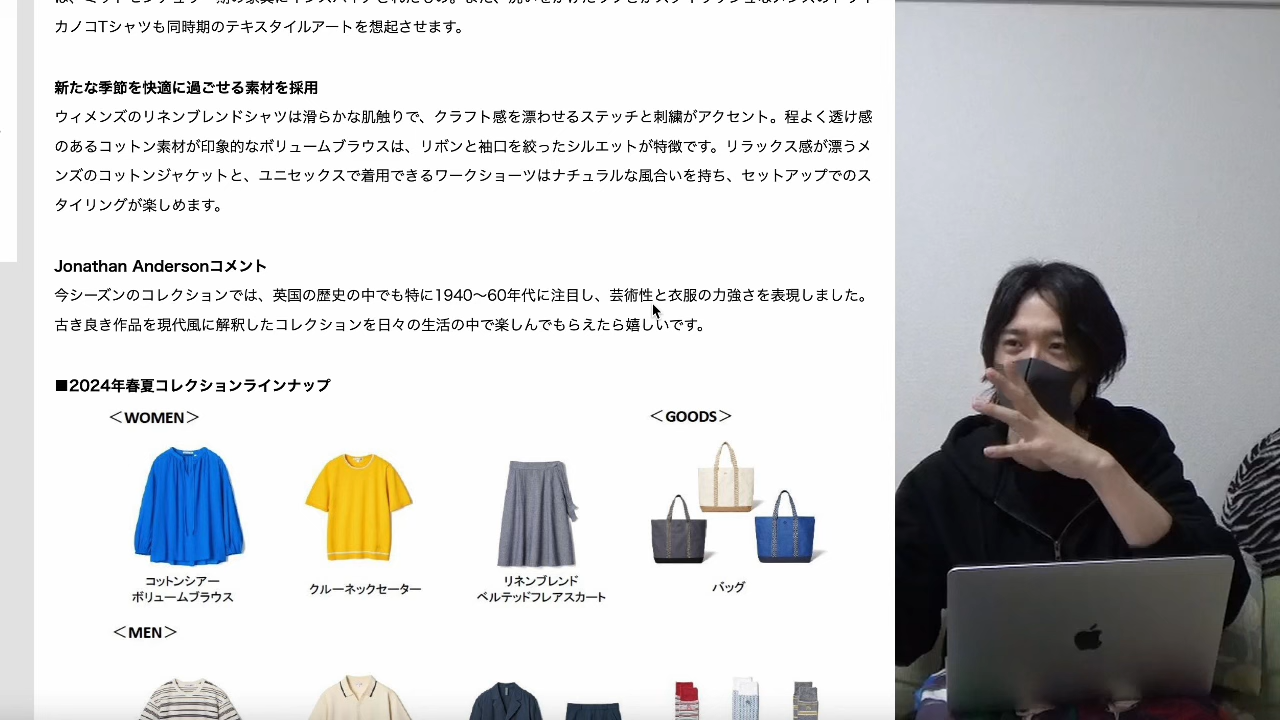 カノコTシャツも同時期のテキスタイルアートを想起させます。
新たな季節を快適に過ごせる素材を採用
ウィメンズのリネンブレンドシャツは滑らかな肌触りで、クラフト感を漂わせるステッチと刺繍がアクセント。程よく透け感
のあるコットン素材が印象的なボリュームブラウスは、リボンと袖口を絞ったシルエットが特徴です。リラックス感が漂うメ
ンズのコットンジャケットと、ユニセックスで着用できるワークショーツはナチュラルな風合いを持ち、セットアップでのス
タイリングが楽しめます。
Jonathan Andersonコメント
今シーズンのコレクションでは、英国の歴史の中でも特に1940〜60年代に注目し、芸術性と衣服の力強さを表現しました。
古き良き作品を現代風に解釈したコレクションを日々の生活の中で楽しんでもらえたら嬉しいです。
■2024年春夏コレクションラインナップ
＜WOMEN＞
＜GOODS＞
コットンシアー
ボリュームブラウス
クルーネックセーター
リネンブレンド
ベルテッドフレアスカート
バッグ
＜MEN＞